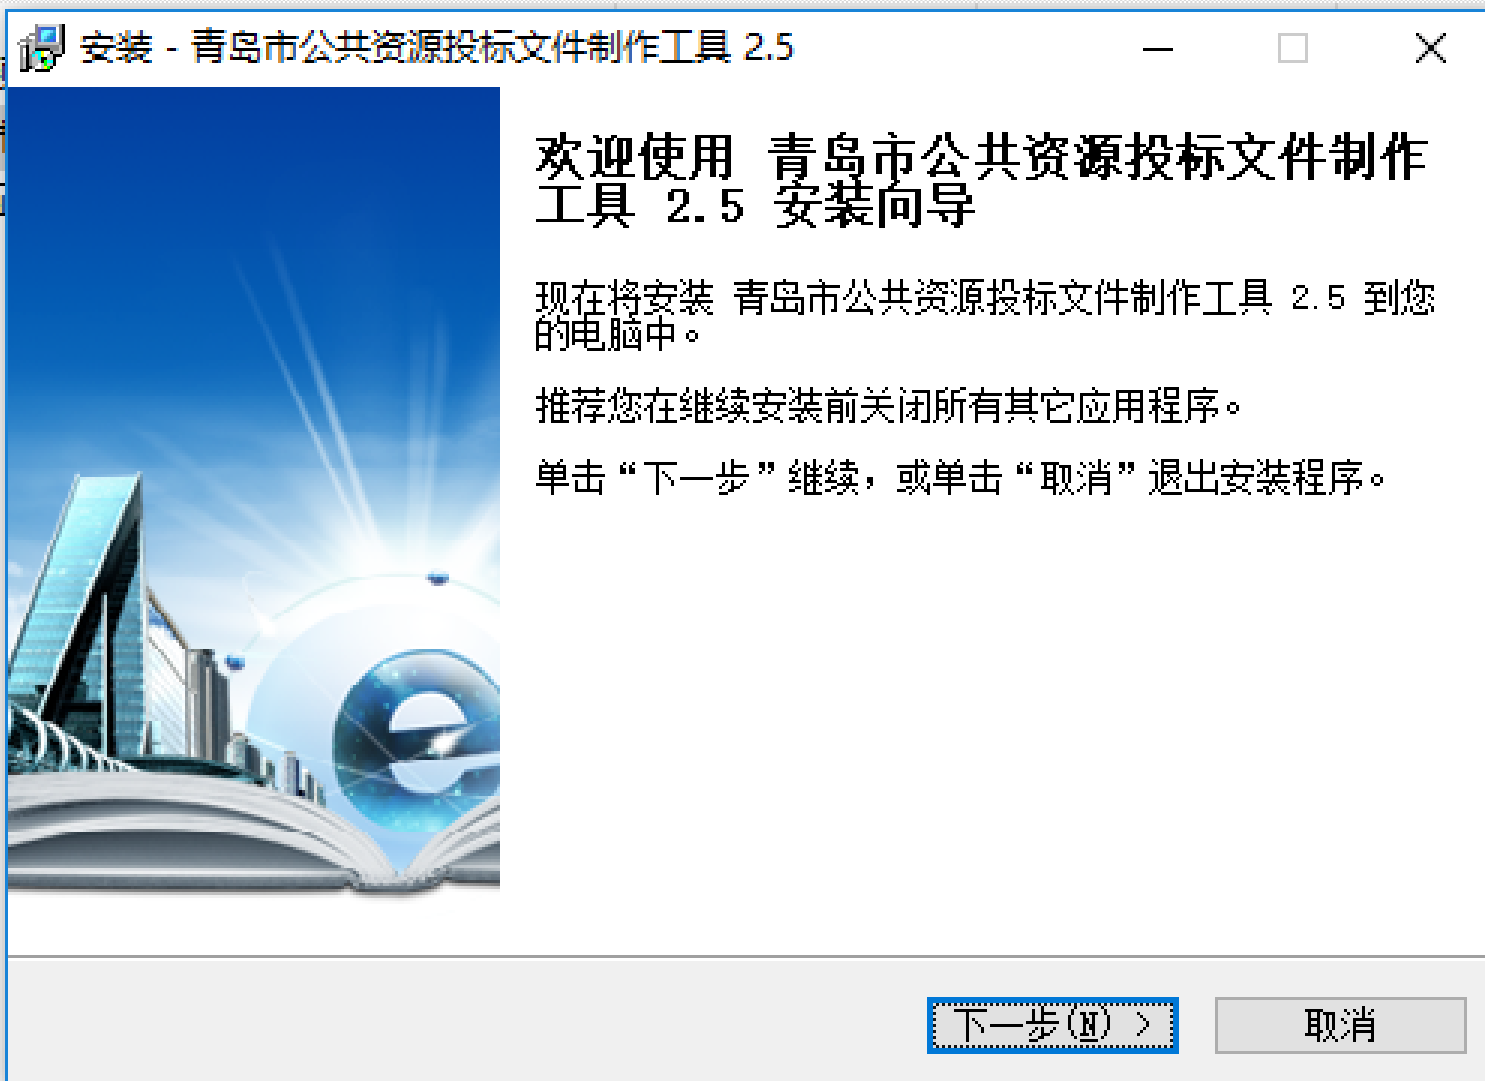 安装 - 青岛市公共资源投标文件制作工具 2.5
欢迎使用 青岛市公共资源投标文件制作
工具 2.5 安装向导
现在将安装 青岛市公共资源投标文件制作工具 2.5 到您
的电脑中。
推荐您在继续安装前关闭所有其它应用程序。
单击“下一步”继续，或单击“取消”退出安装程序。
下一步(N) >
取消